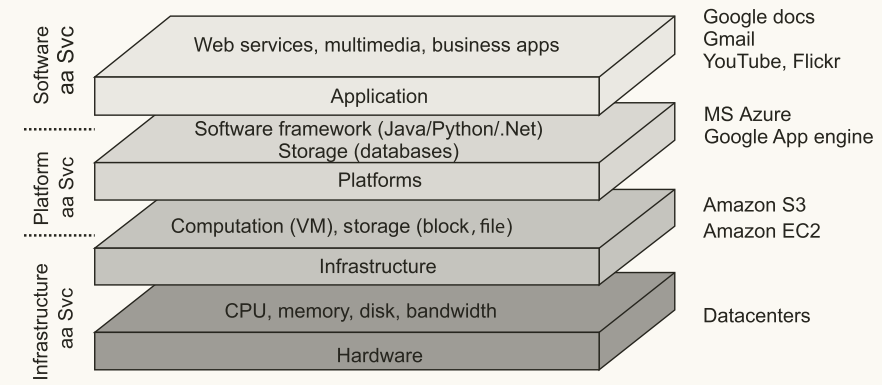 Software
aa Svc
Web services, multimedia, business apps
Application
Google docs
Gmail
YouTube, Flickr
Platform
aa Svc
Software framework (Java/Python/.Net)
Storage (databases)
Platforms
MS Azure
Google App engine
Infrastructure
aa Svc
Computation (VM), storage (block, file)
Infrastructure
Amazon S3
Amazon EC2
CPU, memory, disk, bandwidth
Hardware
Datacenters